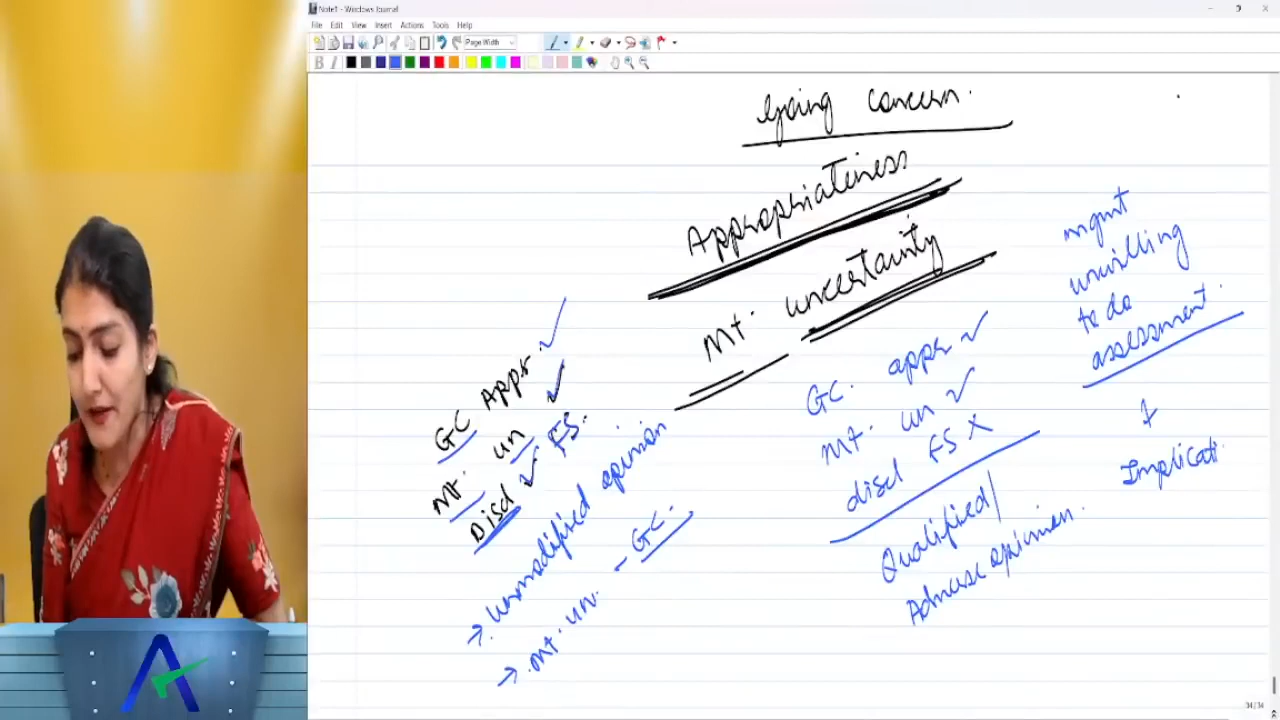 Note1 - Windows Journal
File Edit View Insert Actions Tools Help
Page Width
B I
Going Concern.
Appropriateness
Mt. uncertainty
GC Appr. ✓
Mt. un ✓
Discl ✓ FS.
→ Unmodified opinion
→ Mt. un. - GC.
GC. appr ✓
Mt. un ✓
discl FS X
Qualified/
Adverse opinion.
mgmt
unwilling
to do
assessment.
↓
Implicati
34/34